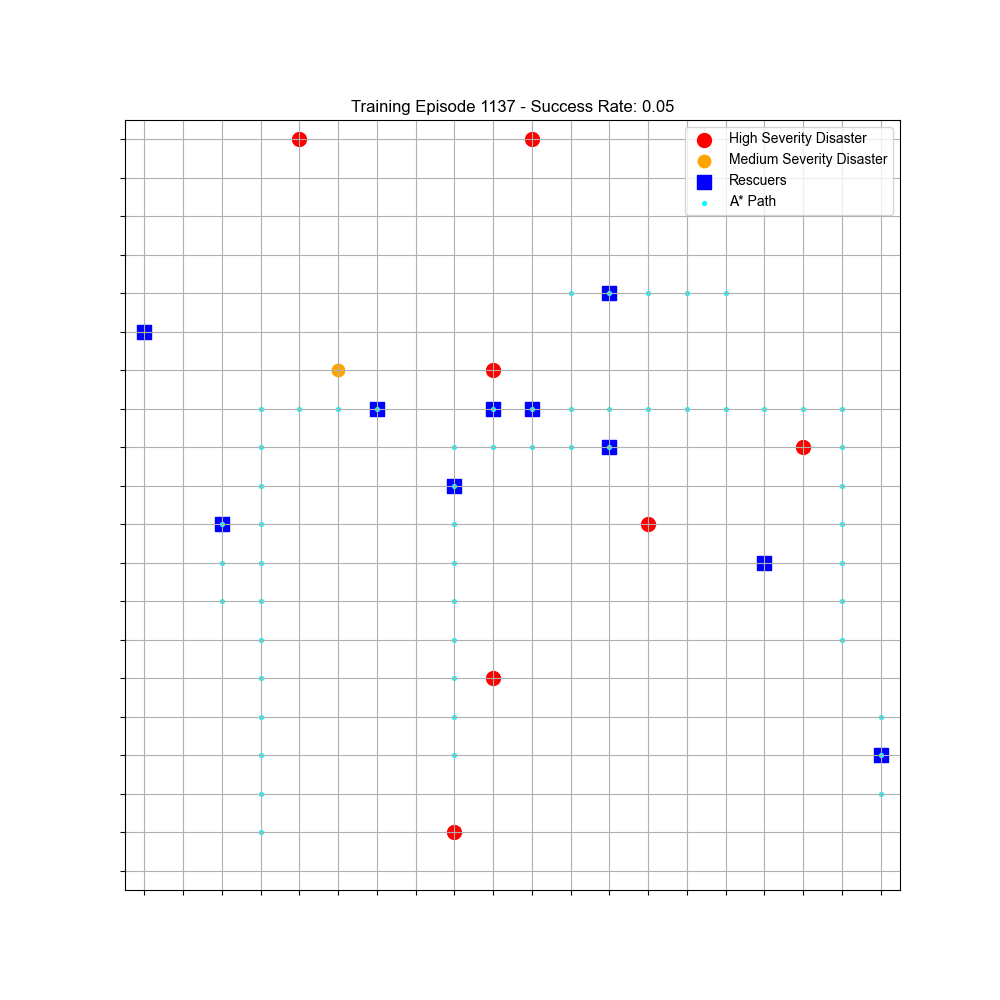 Training Episode 1137 - Success Rate: 0.05
High Severity Disaster
Medium Severity Disaster
Rescuers
A* Path